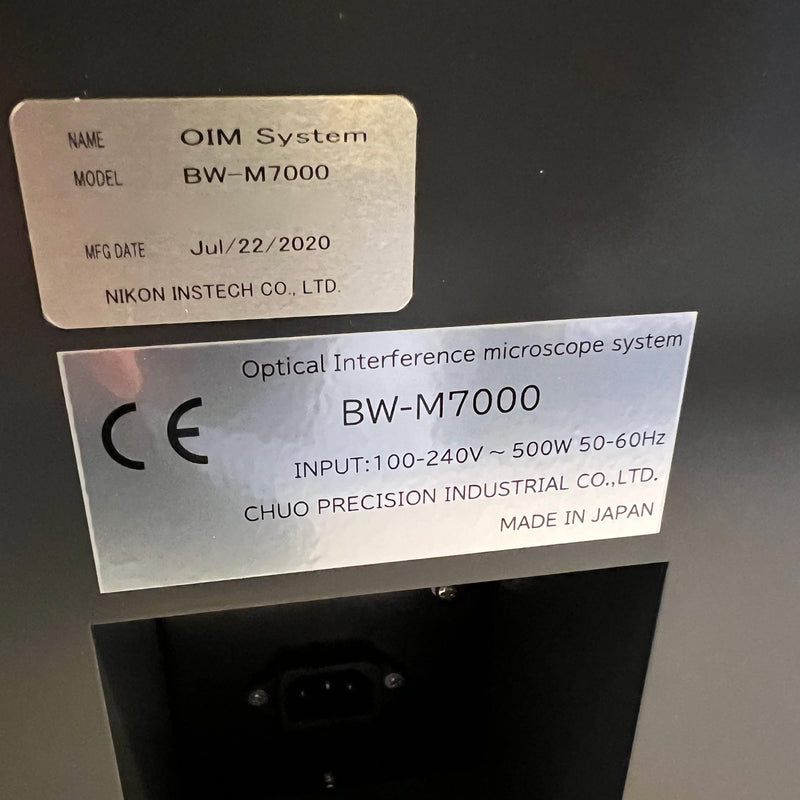 NAME OIM System
MODEL BW-M7000
MFG DATE Jul/22/2020
NIKON INSTECH CO., LTD.
Optical Interference microscope system
CE
BW-M7000
INPUT:100-240V ~ 500W 50-60Hz
CHUO PRECISION INDUSTRIAL CO.,LTD.
MADE IN JAPAN